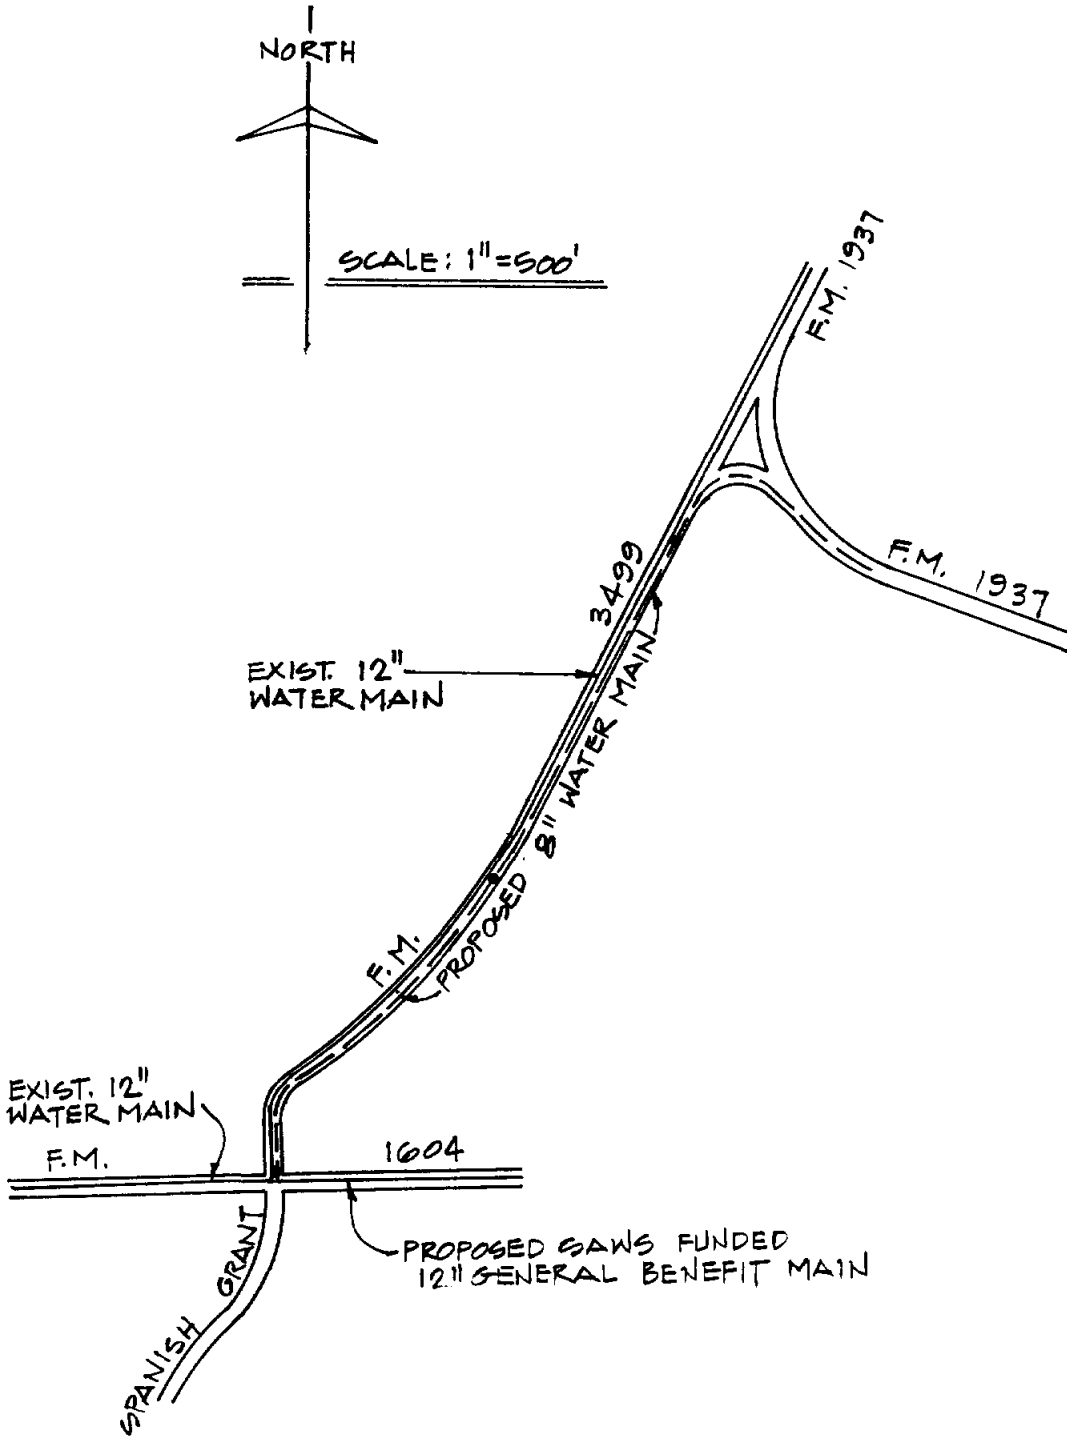 NORTH
SCALE: 1"=500'
F.M. 1937
F.M. 1937
3499
EXIST. 12"
WATER MAIN
PROPOSED 8" WATER MAIN
F.M.
EXIST. 12"
WATER MAIN
F.M. 1604
PROPOSED SAWS FUNDED
12" GENERAL BENEFIT MAIN
SPANISH GRANT